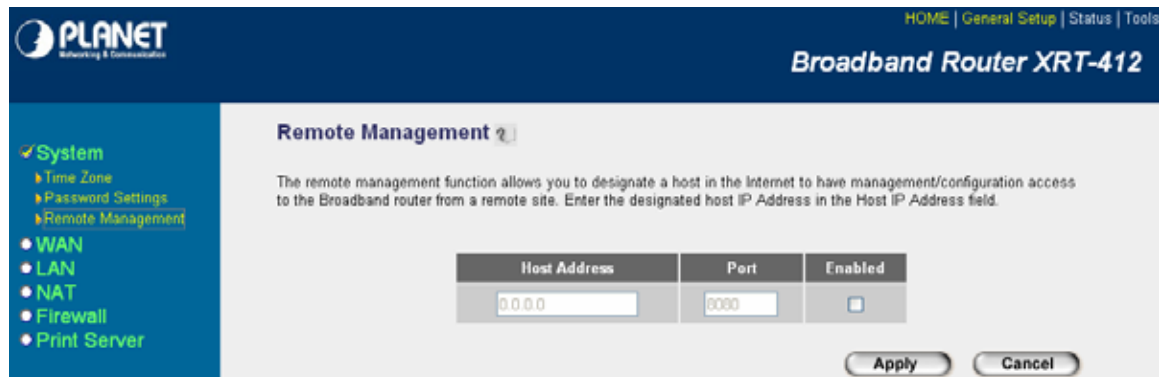 PLANET
Networking & Communication
HOME | General Setup | Status | Tools
Broadband Router XRT-412
System
Time Zone
Password Settings
Remote Management
WAN
LAN
NAT
Firewall
Print Server
Remote Management
The remote management function allows you to designate a host in the Internet to have management/configuration access
to the Broadband router from a remote site. Enter the designated host IP Address in the Host IP Address field.
Host Address Port Enabled
0.0.0.0 8080
Apply Cancel